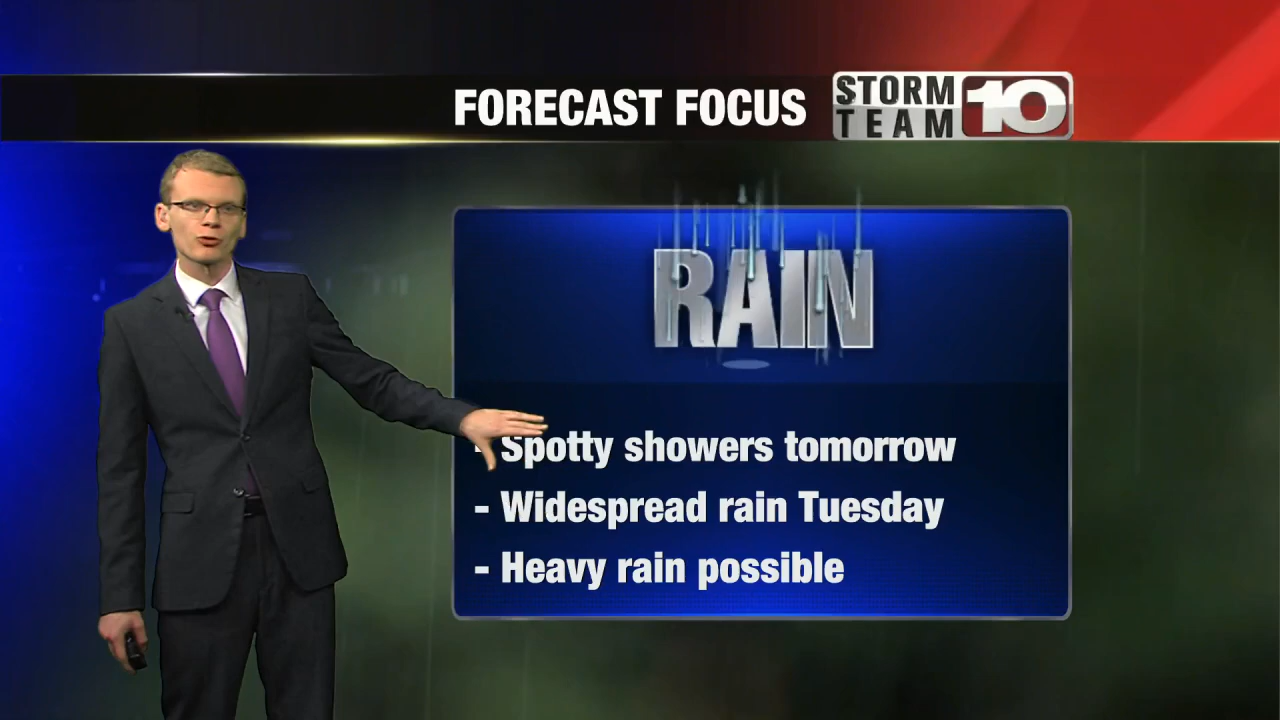 FORECAST FOCUS
STORM
TEAM
10
RAIN
- Spotty showers tomorrow
- Widespread rain Tuesday
- Heavy rain possible